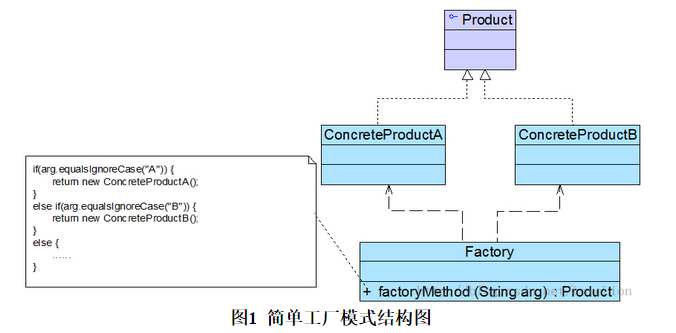 Product
ConcreteProductA
ConcreteProductB
if(arg.equalsIgnoreCase("A")) {
return new ConcreteProductA();
}
else if(arg.equalsIgnoreCase("B")) {
return new ConcreteProductB();
}
else {
......
}
Factory
+ factoryMethod (String arg) : Product
图1 简单工厂模式结构图